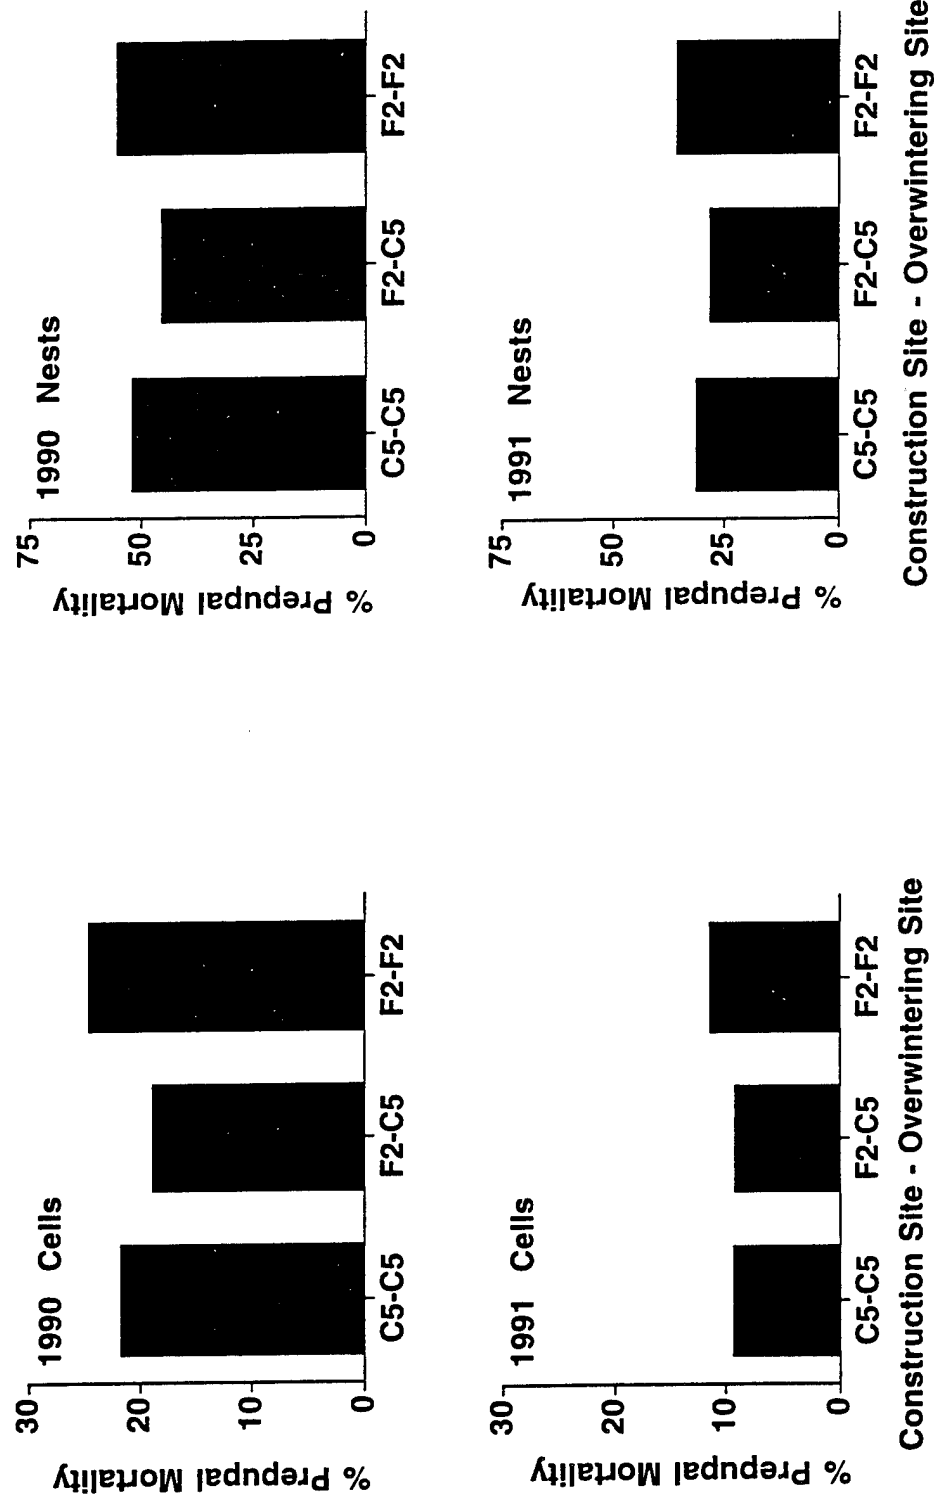 1990 Cells
% Prepupal Mortality
30
20
10
0
C5-C5 F2-C5 F2-F2
1990 Nests
% Prepupal Mortality
75
50
25
0
C5-C5 F2-C5 F2-F2
1991 Cells
% Prepupal Mortality
30
20
10
0
C5-C5 F2-C5 F2-F2
Construction Site - Overwintering Site
1991 Nests
% Prepupal Mortality
75
50
25
0
C5-C5 F2-C5 F2-F2
Construction Site - Overwintering Site